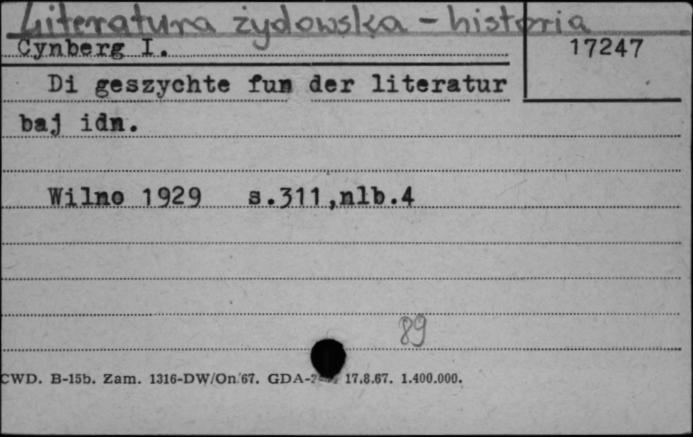 Literatura żydowska - historia
Cynberg I.
17247
Di geszychte fun der literatur
baj idn.
Wilno 1929 s.311,nlb.4
89
CWD. B-15b. Zam. 1316-DW/On/67. GDA- 17.8.67. 1.400.000.